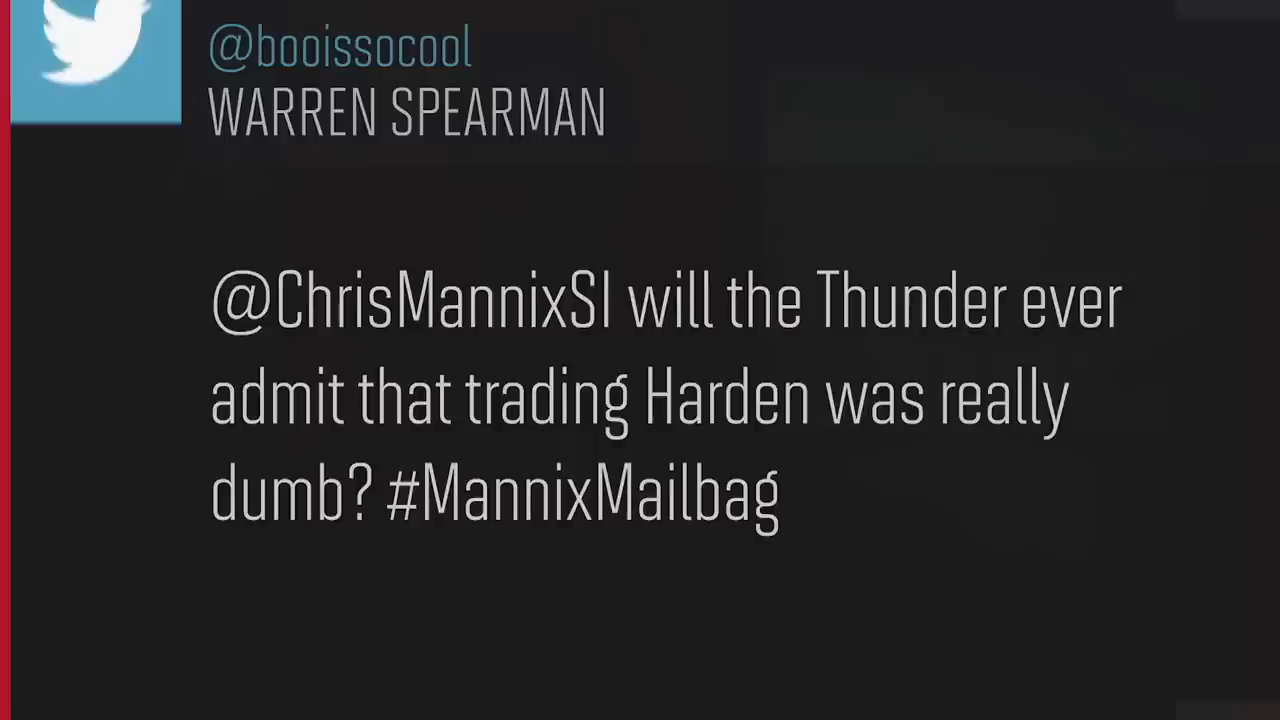 @booissocool
WARREN SPEARMAN
@ChrisMannixSI will the Thunder ever
admit that trading Harden was really
dumb? #MannixMailbag